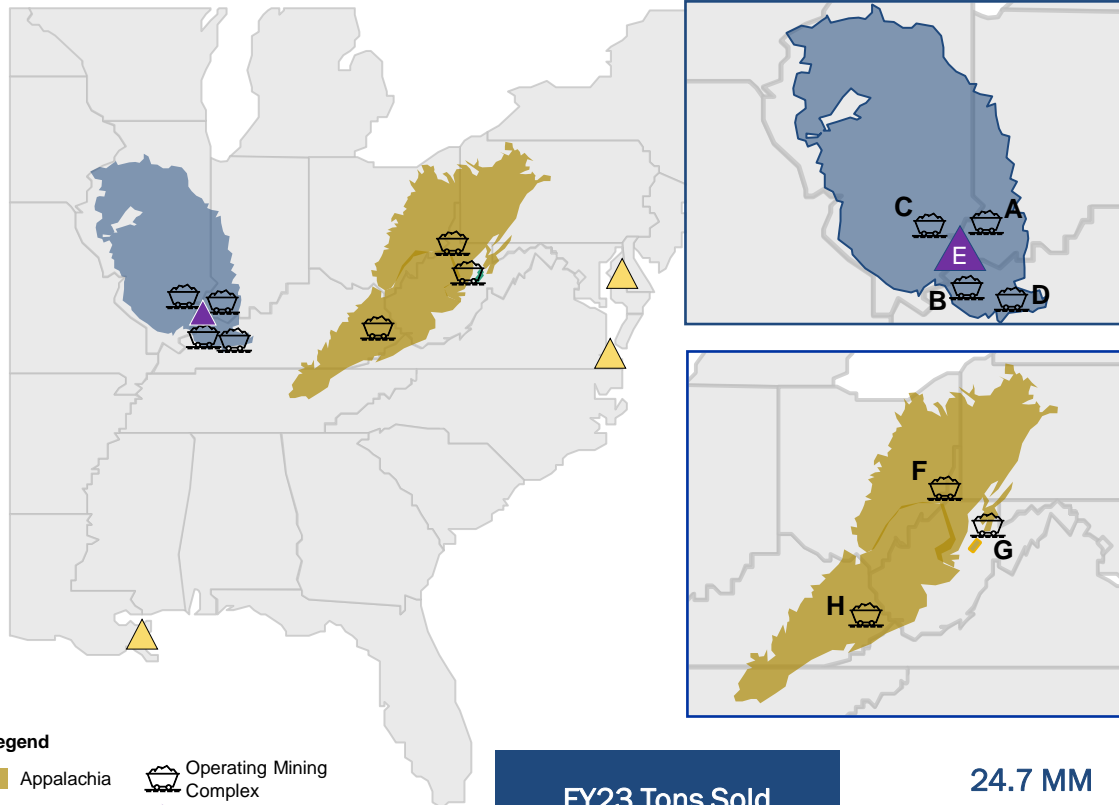 C
A
E
B
D
F
G
H
egend
Appalachia
Operating Mining
Complex
FY23 Tons Sold
24.7 MM